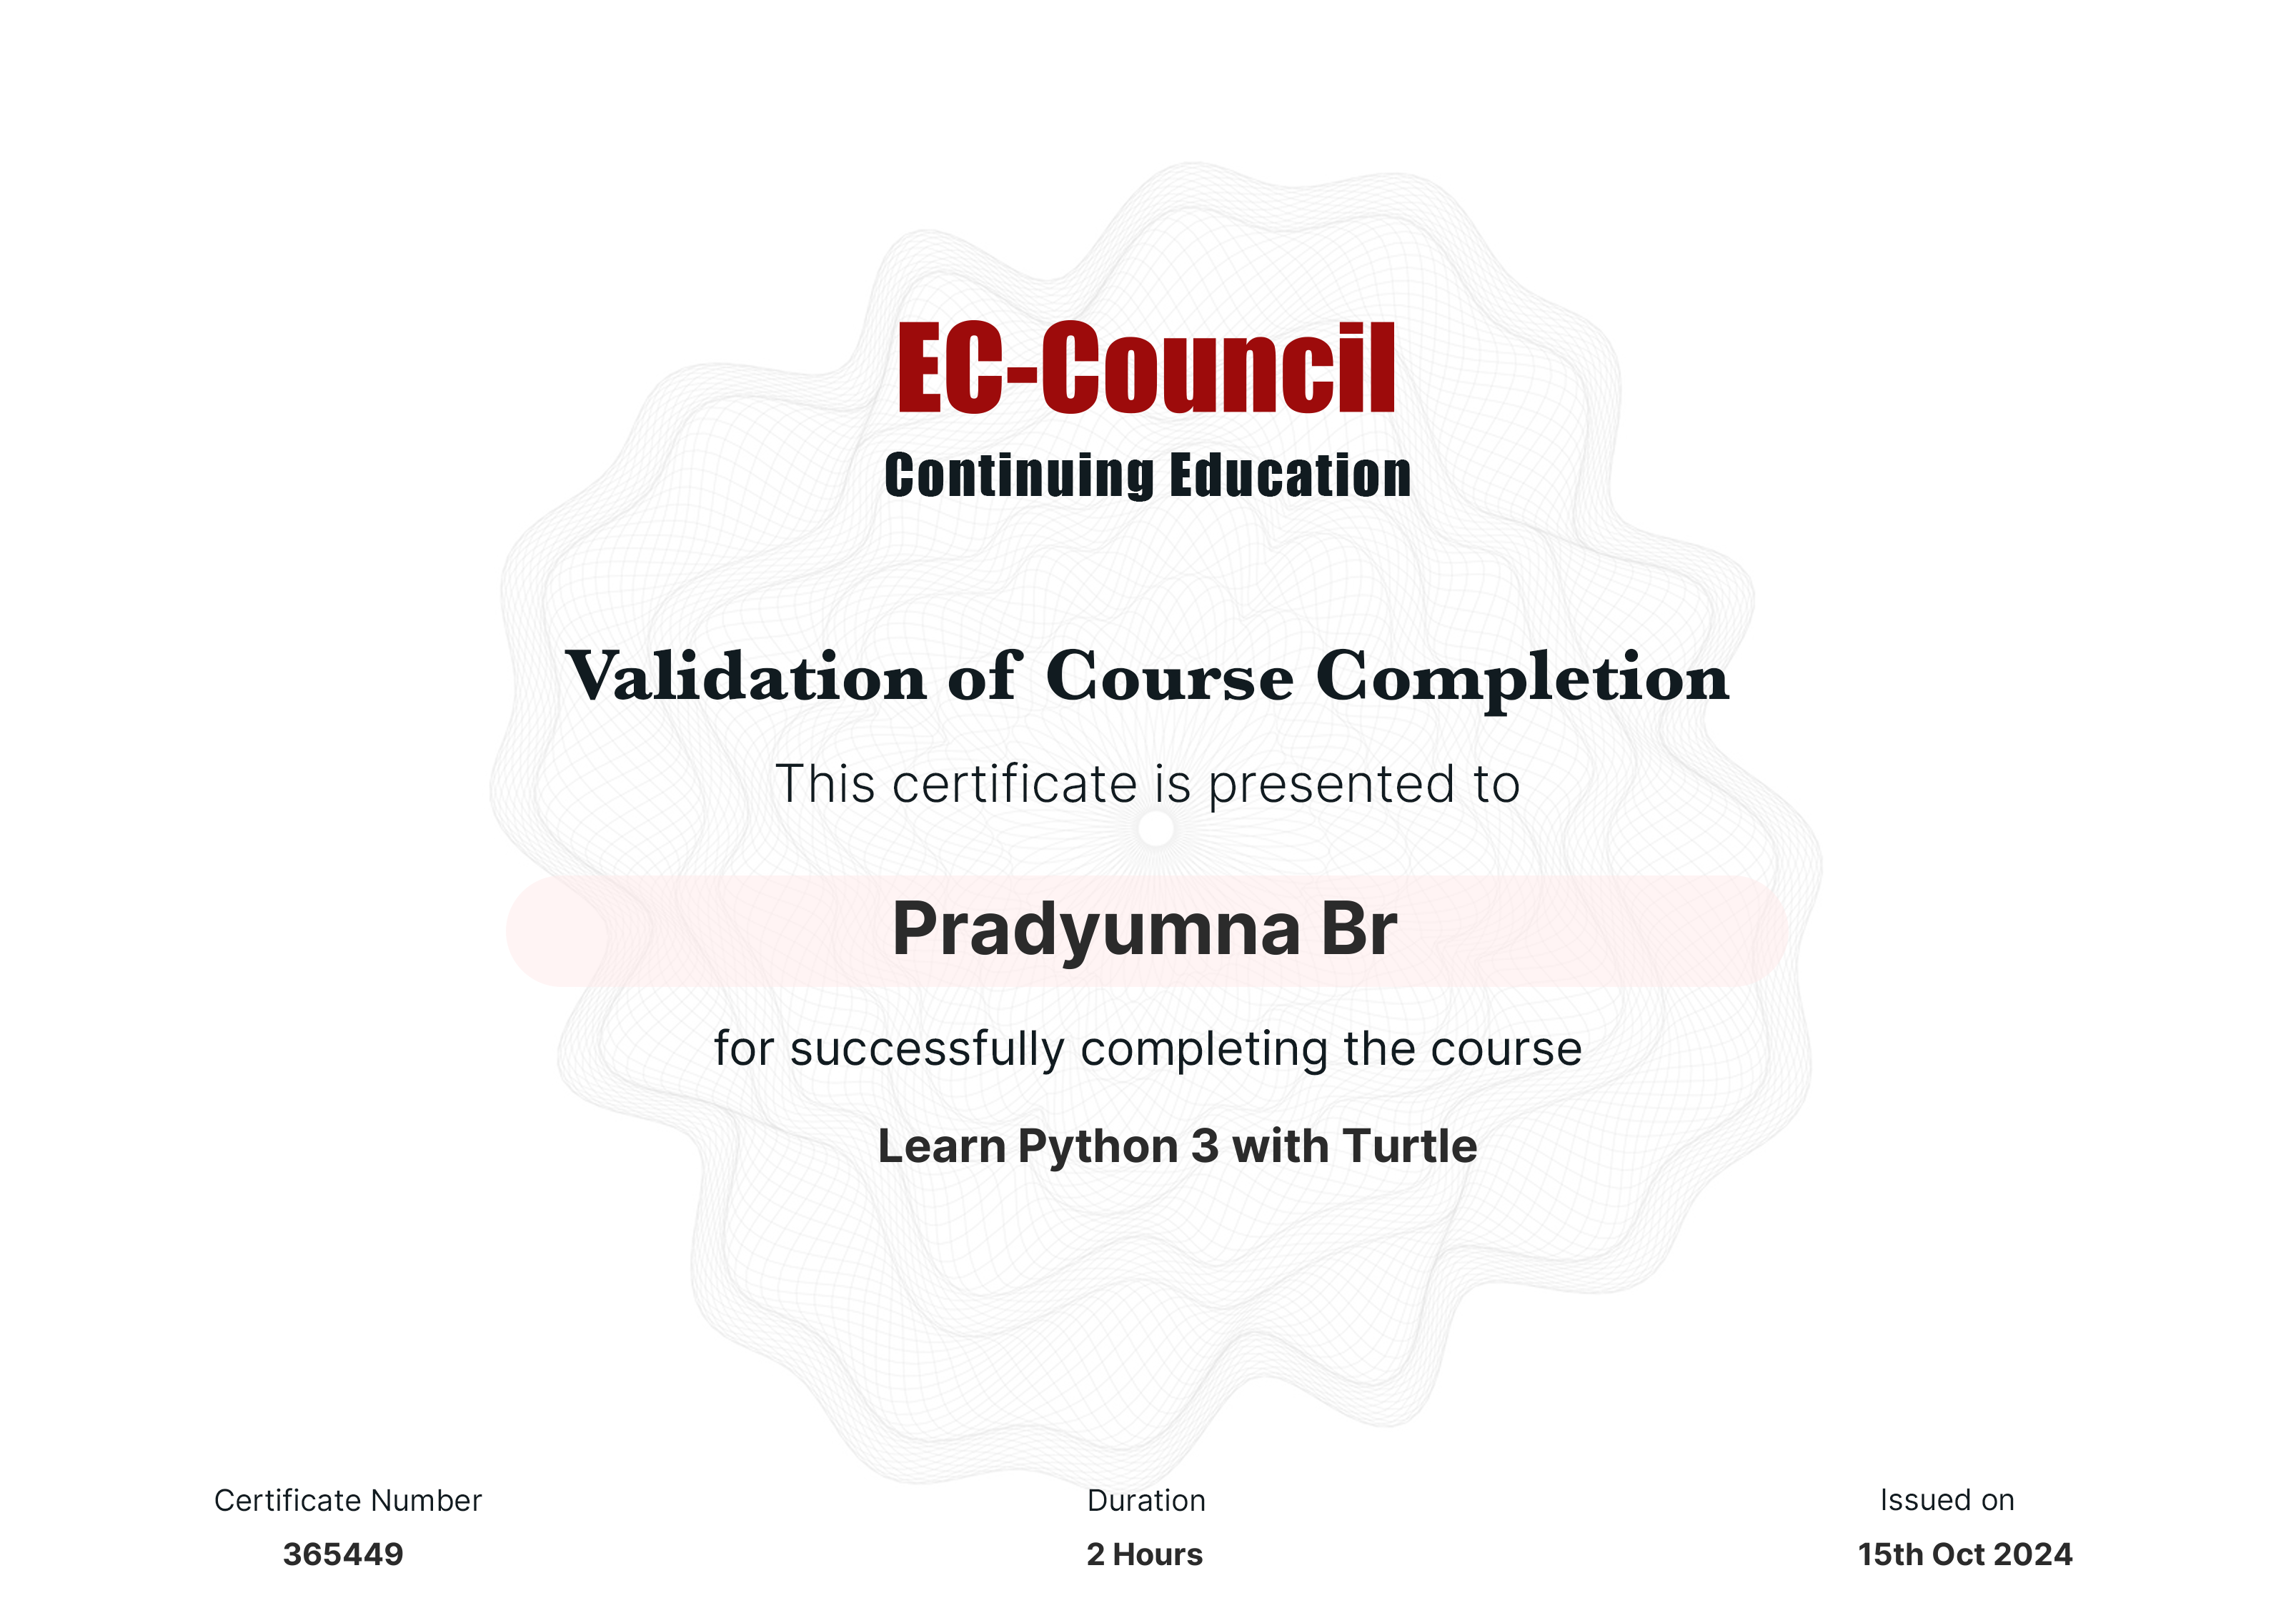 EC-Council
Continuing Education
Validation of Course Completion
This certificate is presented to
Pradyumna Br
for successfully completing the course
Learn Python 3 with Turtle
Certificate Number
365449
Duration
2 Hours
Issued on
15th Oct 2024